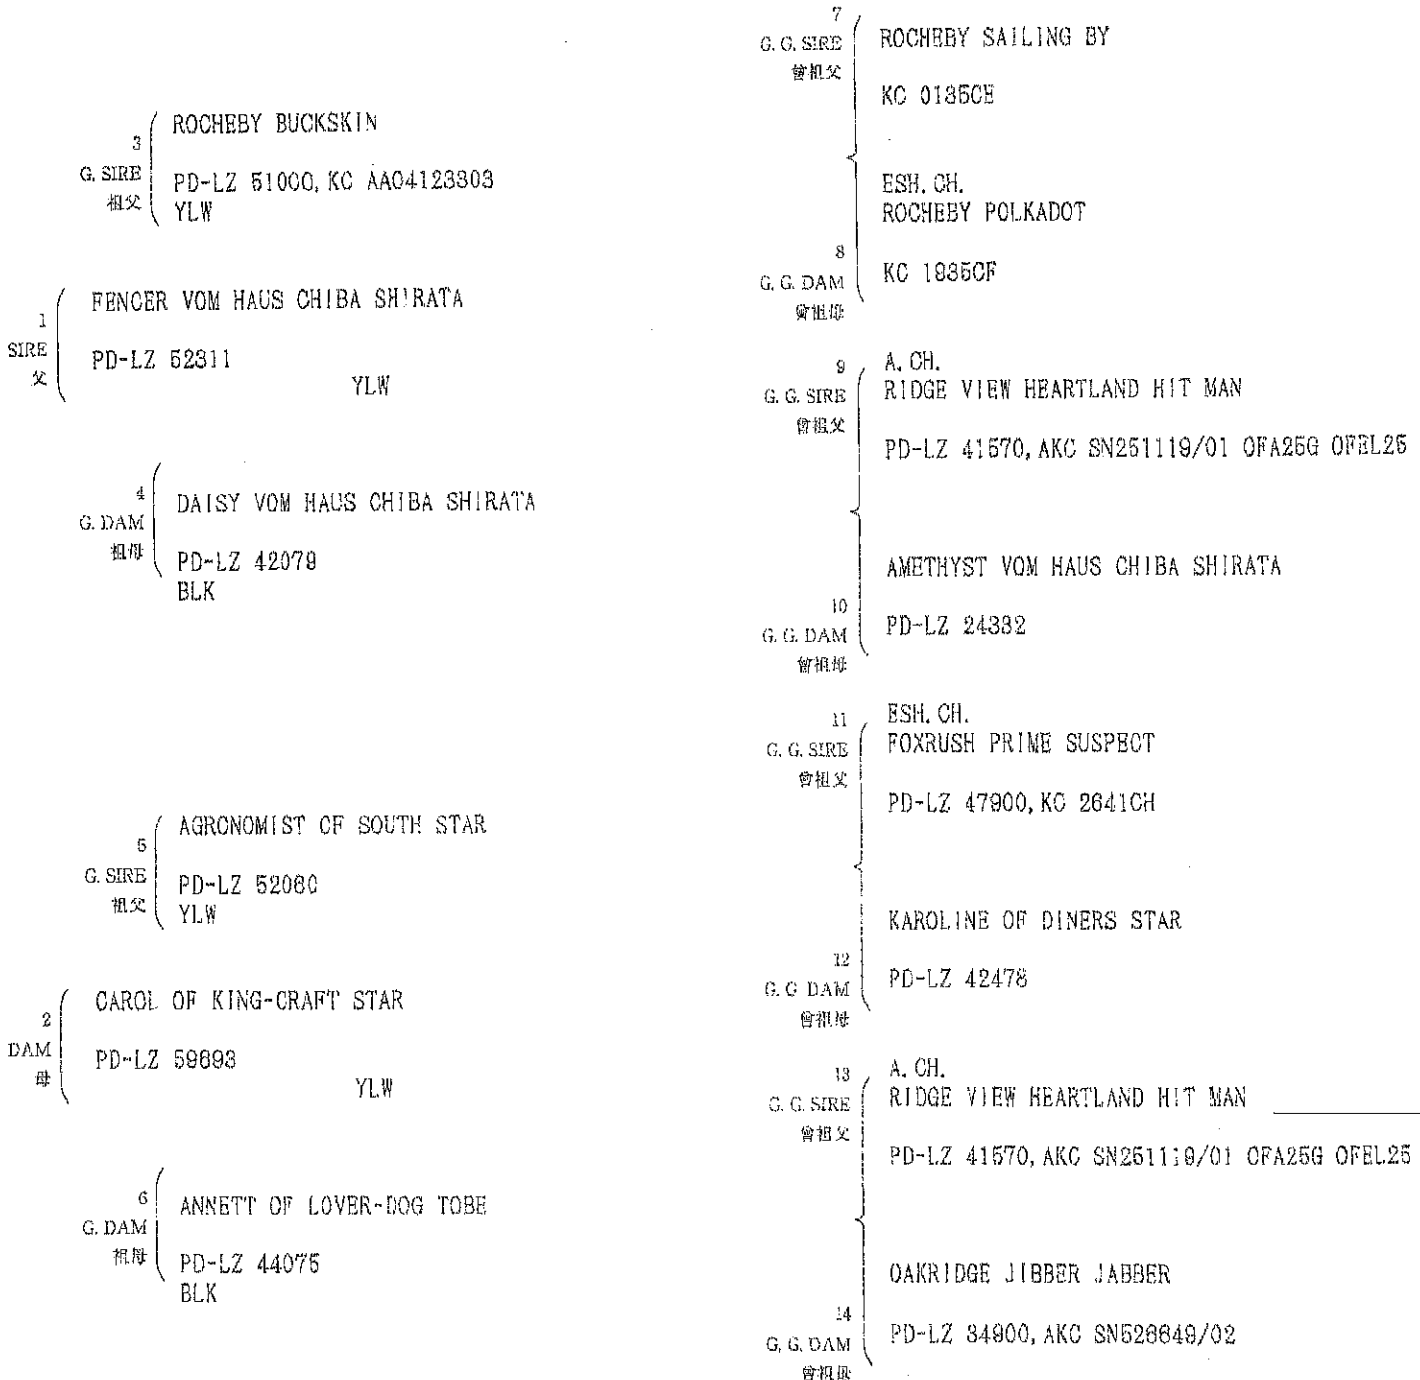 1
SIRE
父
FENCER VOM HAUS CHIBA SHIRATA
PD-LZ 52311
YLW
2
DAM
母
CAROL OF KING-CRAFT STAR
PD-LZ 59693
YLW
3
G. SIRE
祖父
ROCHEBY BUCKSKIN
PD-LZ 51000, KC AA04123303
YLW
4
G. DAM
祖母
DAISY VOM HAUS CHIBA SHIRATA
PD-LZ 42079
BLK
5
G. SIRE
祖父
AGRONOMIST OF SOUTH STAR
PD-LZ 52060
YLW
6
G. DAM
祖母
ANNETT OF LOVER-DOG TOBE
PD-LZ 44075
BLK
7
G. G. SIRE
曾祖父
ROCHEBY SAILING BY
KC 0135CE
8
G. G. DAM
曾祖母
ESH. CH.
ROCHEBY POLKADOT
KC 1935CF
9
G. G. SIRE
曾祖父
A. CH.
RIDGE VIEW HEARTLAND HIT MAN
PD-LZ 41570, AKC SN251119/01 OFA25G OFEL25
10
G. G. DAM
曾祖母
AMETHYST VOM HAUS CHIBA SHIRATA
PD-LZ 24332
11
G. G. SIRE
曾祖父
ESH. CH.
FOXRUSH PRIME SUSPECT
PD-LZ 47900, KC 2641CH
12
G. G DAM
曾祖母
KAROLINE OF DINERS STAR
PD-LZ 42478
13
G. G. SIRE
曾祖父
A. CH.
RIDGE VIEW HEARTLAND HIT MAN
PD-LZ 41570, AKC SN251119/01 OFA25G OFEL25
14
G. G. DAM
曾祖母
OAKRIDGE JIBBER JABBER
PD-LZ 34900, AKC SN526649/02